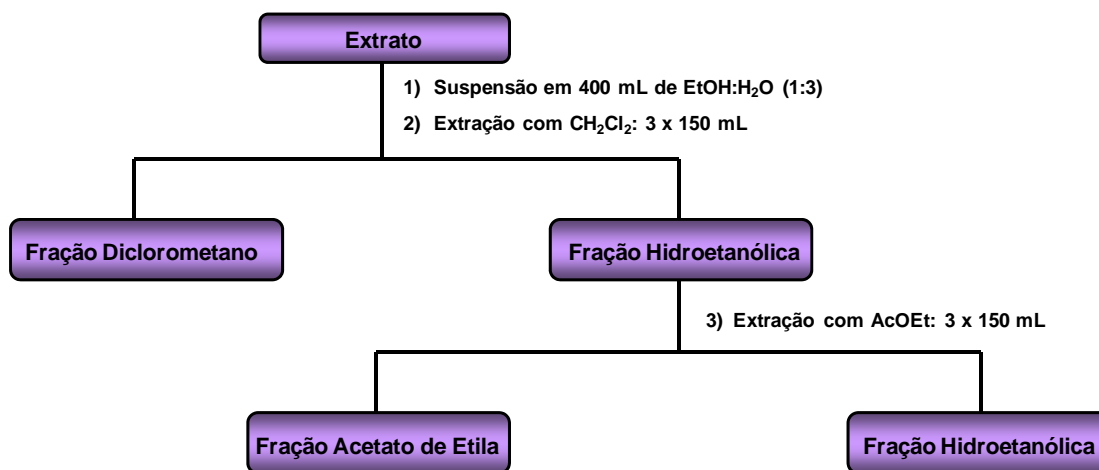 Extrato
1) Suspensão em 400 mL de EtOH:H₂O (1:3)
2) Extração com CH₂Cl₂: 3 x 150 mL
Fração Diclorometano
Fração Hidroetanólica
3) Extração com AcOEt: 3 x 150 mL
Fração Acetato de Etila
Fração Hidroetanólica